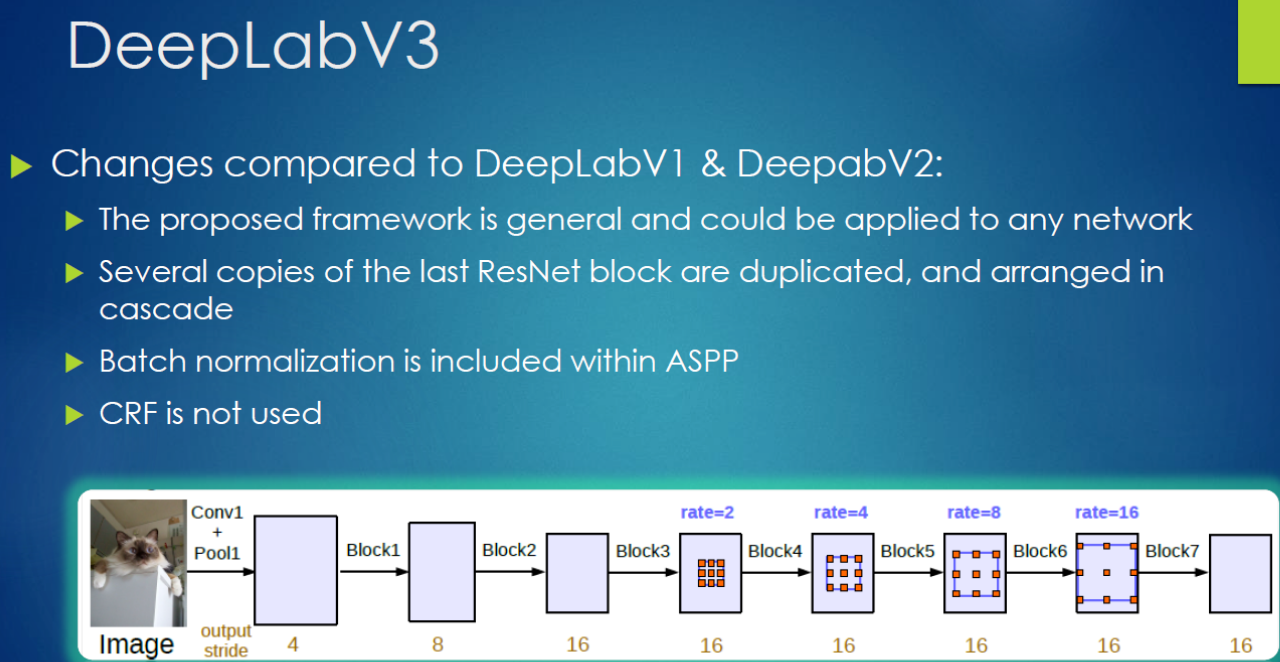 DeepLabV3
Changes compared to DeepLabV1 & DeepabV2:
The proposed framework is general and could be applied to any network
Several copies of the last ResNet block are duplicated, and arranged in
cascade
Batch normalization is included within ASPP
CRF is not used
Conv1
+
Pool1
Block1
Block2
Block3
rate=2
Block4
rate=4
Block5
rate=8
Block6
rate=16
Block7
Image
output
stride
4
8
16
16
16
16
16
16